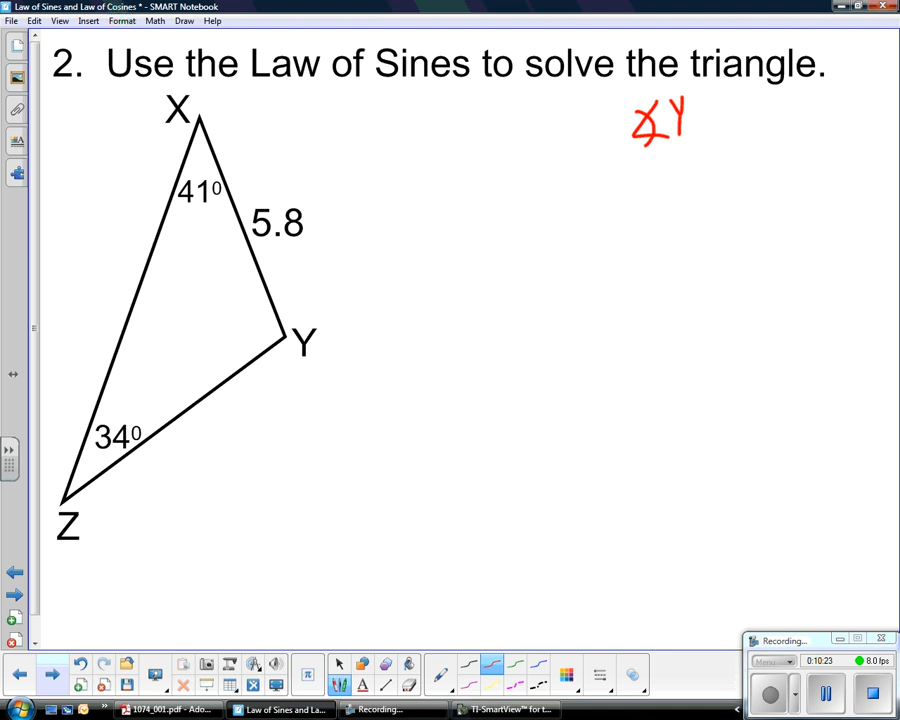 Law of Sines and Law of Cosines * - SMART Notebook
File Edit View Insert Format Math Draw Help
2. Use the Law of Sines to solve the triangle.
X
∡Y
41⁰
5.8
Y
34⁰
Z
Recording...
Menu
0:10:23
8.0 fps
π
A
1074_001.pdf - Ado...
Law of Sines and La...
Recording...
TI-SmartView™ for t...